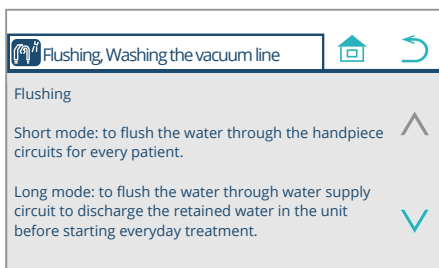 Flushing, Washing the vacuum line
Flushing
Short mode: to flush the water through the handpiece
circuits for every patient.
Long mode: to flush the water through water supply
circuit to discharge the retained water in the unit
before starting everyday treatment.